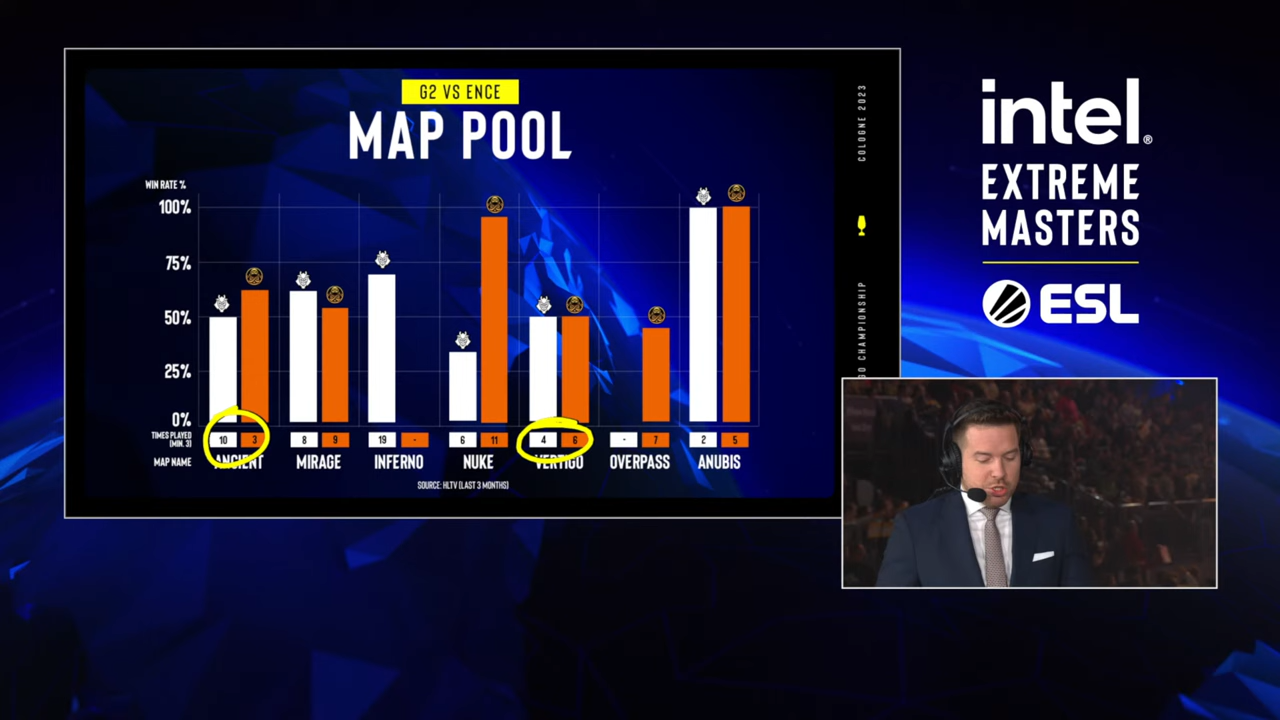 G2 VS ENCE
MAP POOL
WIN RATE %
100%
75%
50%
25%
0%
TIMES PLAYED
(MIN. 3)
10 3 8 9 19 - 6 11 4 6 - 7 2 5
MAP NAME ANCIENT MIRAGE INFERNO NUKE VERTIGO OVERPASS ANUBIS
SOURCE: HLTV (LAST 3 MONTHS)
COLOGNE 2023
GO CHAMPIONSHIP
intel®
EXTREME
MASTERS
ESL